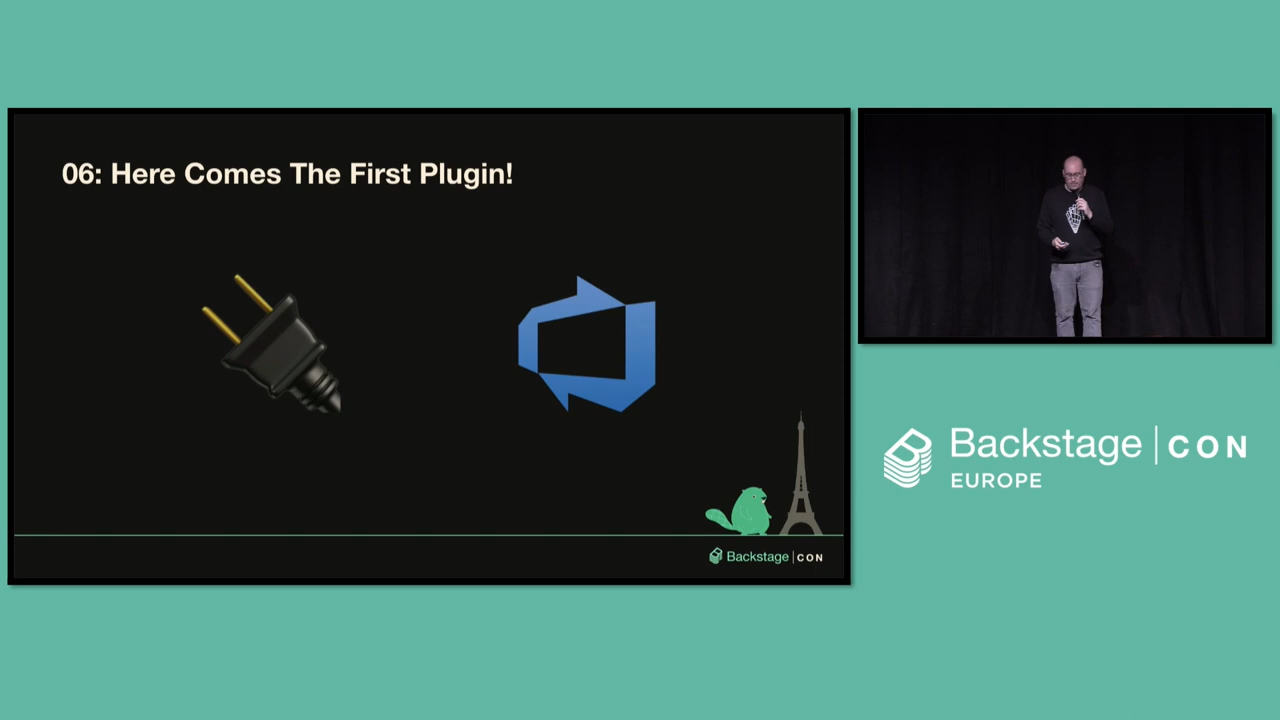 06: Here Comes The First Plugin!
Backstage | CON
Backstage | CON
EUROPE